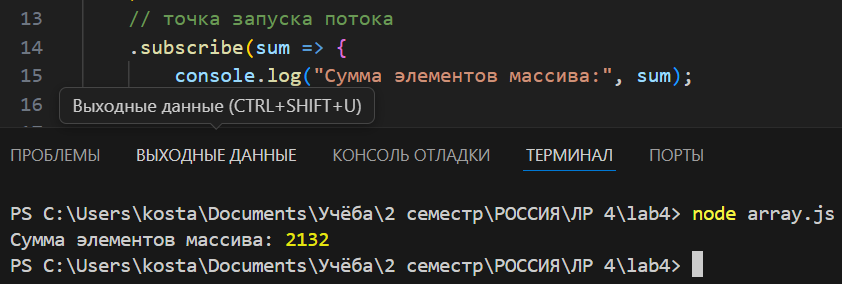 13 // точка запуска потока
14 .subscribe(sum => {
15 console.log("Сумма элементов массива:", sum);
16
Выходные данные (CTRL+SHIFT+U)
ПРОБЛЕМЫ ВЫХОДНЫЕ ДАННЫЕ КОНСОЛЬ ОТЛАДКИ ТЕРМИНАЛ ПОРТЫ
PS C:\Users\kosta\Documents\Учёба\2 семестр\РОССИЯ\ЛР 4\lab4> node array.js
Сумма элементов массива: 2132
PS C:\Users\kosta\Documents\Учёба\2 семестр\РОССИЯ\ЛР 4\lab4>